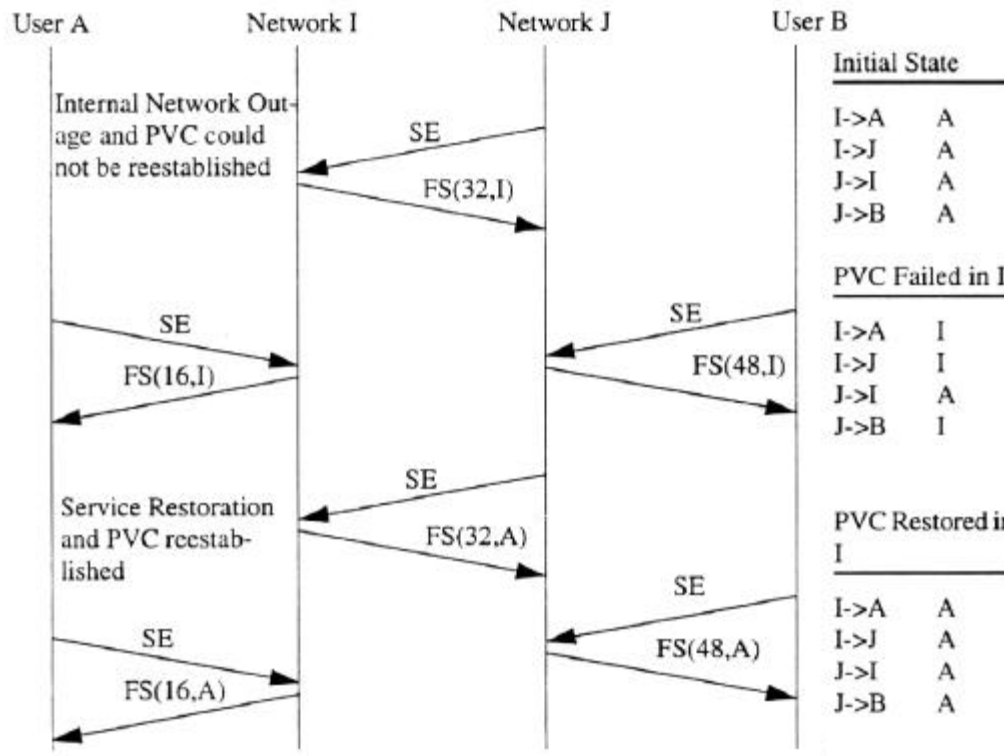 User A
Network I
Network J
User B
Initial State
I->A A
I->J A
J->I A
J->B A
Internal Network Out-
age and PVC could
not be reestablished
SE
FS(32,I)
PVC Failed in I
I->A I
I->J I
J->I A
J->B I
SE
FS(16,I)
SE
FS(48,I)
Service Restoration
and PVC reestab-
lished
SE
FS(32,A)
PVC Restored in
I
I->A A
I->J A
J->I A
J->B A
SE
FS(48,A)
SE
FS(16,A)